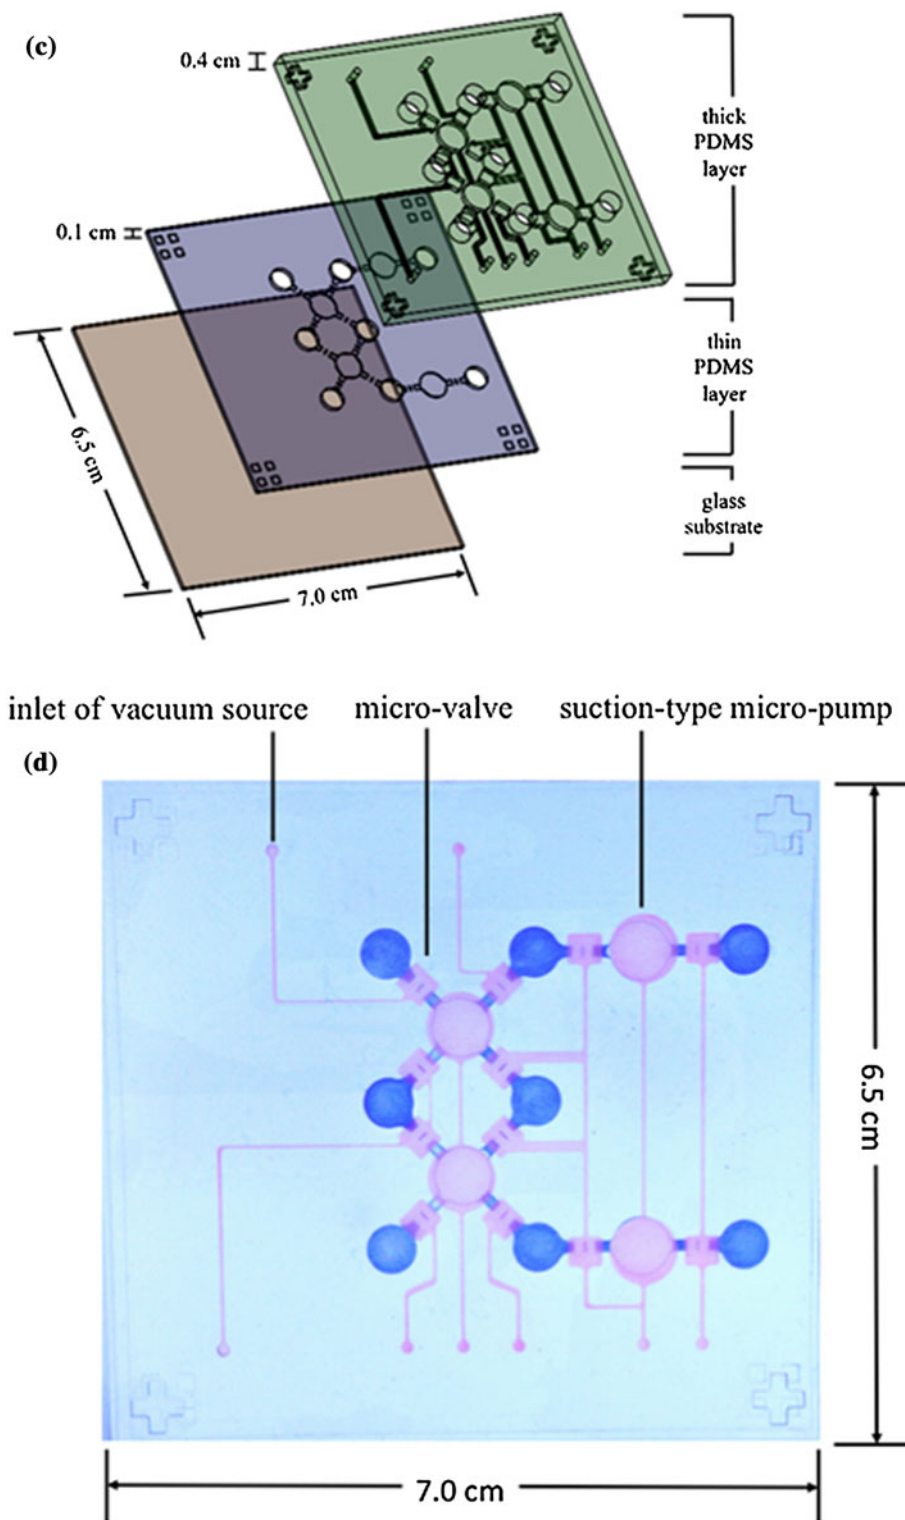 (c)
0.4 cm
thick
PDMS
layer
0.1 cm
thin
PDMS
layer
6.5 cm
glass
substrate
7.0 cm
inlet of vacuum source
micro-valve
suction-type micro-pump
(d)
6.5 cm
7.0 cm